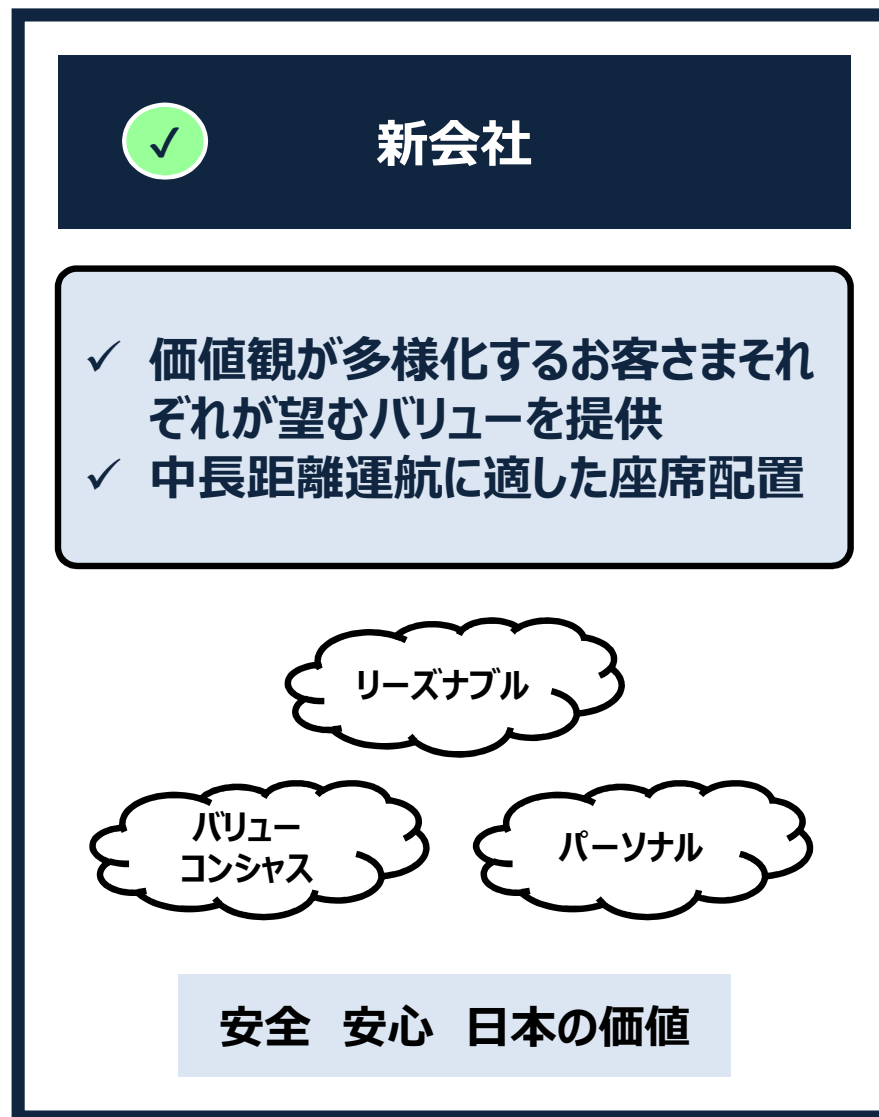 ✓ 新会社
✓ 価値観が多様化するお客さまそれ
ぞれが望むバリューを提供
✓ 中長距離運航に適した座席配置
リーズナブル
バリュー
コンシャス
パーソナル
安全 安心 日本の価値